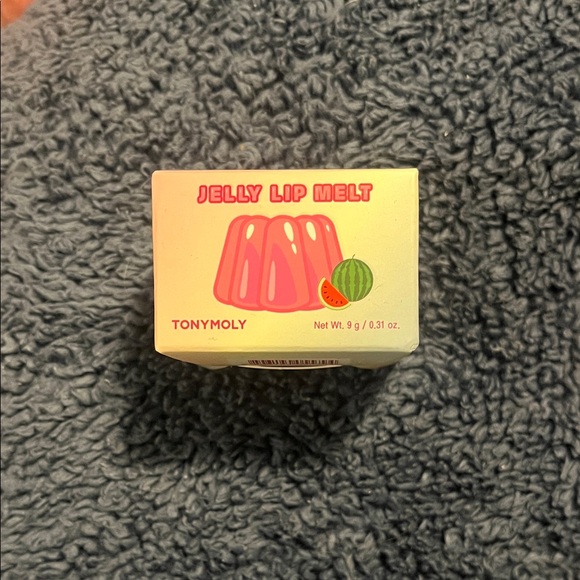 JELLY LIP MELT
TONYMOLY
Net Wt. 9 g / 0.31 oz.